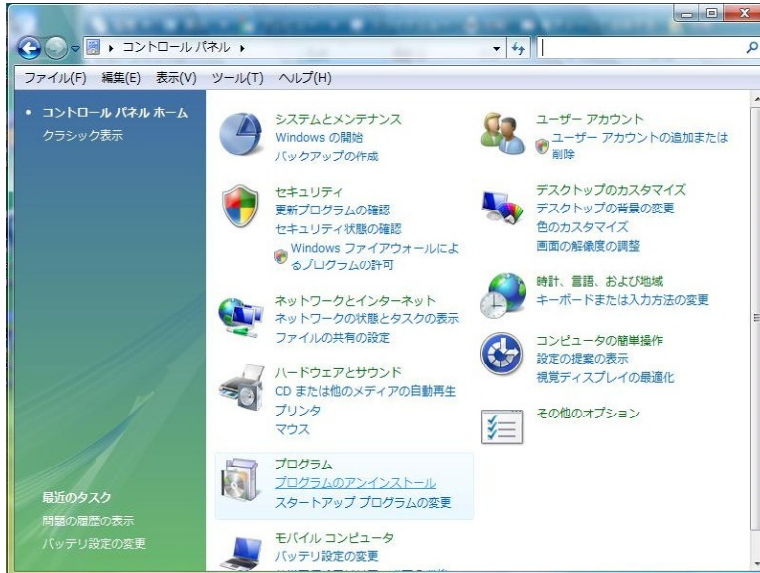 コントロール パネル
ファイル(F) 編集(E) 表示(V) ツール(T) ヘルプ(H)
コントロール パネル ホーム
クラシック表示
システムとメンテナンス
Windows の開始
バックアップの作成
セキュリティ
更新プログラムの確認
セキュリティ状態の確認
Windows ファイアウォールによ
るプログラムの許可
ネットワークとインターネット
ネットワークの状態とタスクの表示
ファイルの共有の設定
ハードウェアとサウンド
CD または他のメディアの自動再生
プリンタ
マウス
プログラム
プログラムのアンインストール
スタートアップ プログラムの変更
モバイル コンピュータ
バッテリ設定の変更
ユーザー アカウント
ユーザー アカウントの追加または
削除
デスクトップのカスタマイズ
デスクトップの背景の変更
色のカスタマイズ
画面の解像度の調整
時計、言語、および地域
キーボードまたは入力方法の変更
コンピュータの簡単操作
設定の提案の表示
視覚ディスプレイの最適化
その他のオプション
最近のタスク
問題の履歴の表示
バッテリ設定の変更